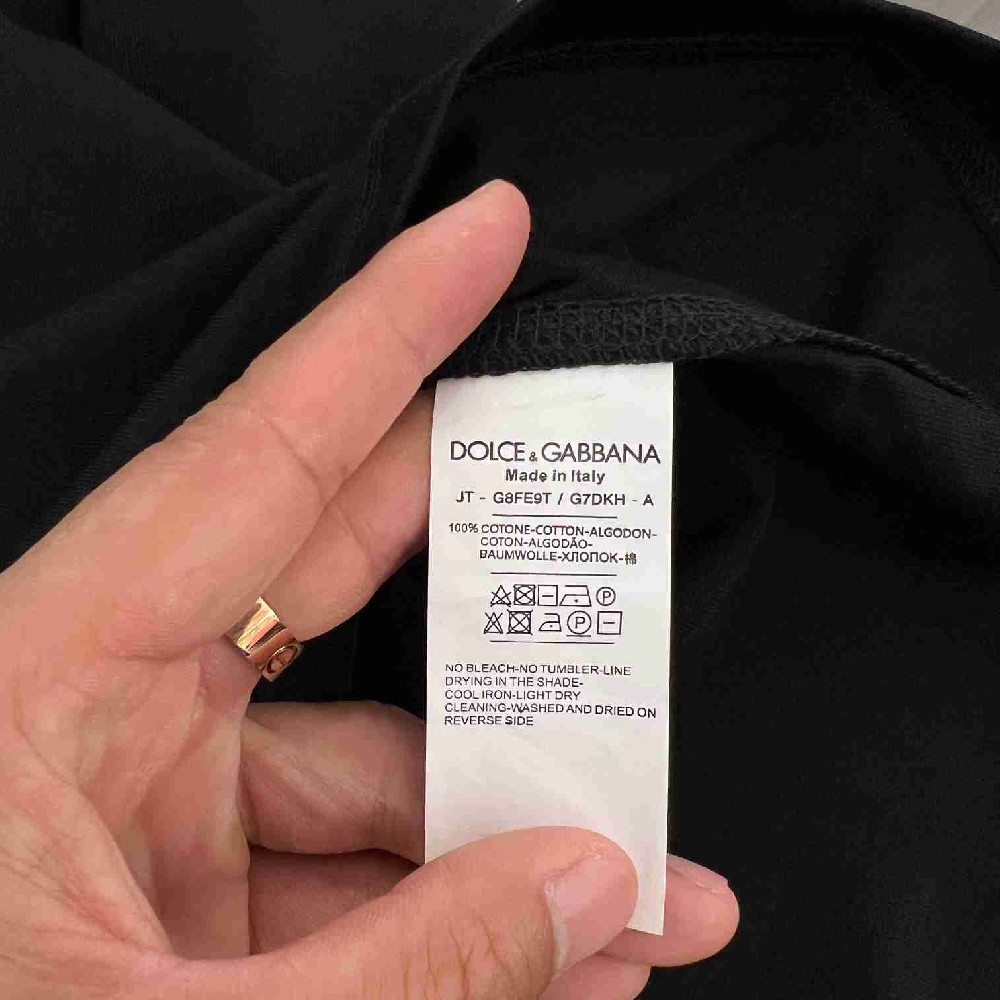 DOLCE & GABBANA
Made in Italy
JT - G8FE9T / G7DKH - A
100% COTONE-COTTON-ALGODON-
COTON-ALGODÃO-
BAUMWOLLE-ХЛОПОК-棉
P
P
NO BLEACH-NO TUMBLER-LINE
DRYING IN THE SHADE-
COOL IRON-LIGHT DRY
CLEANING-WASHED AND DRIED ON
REVERSE SIDE